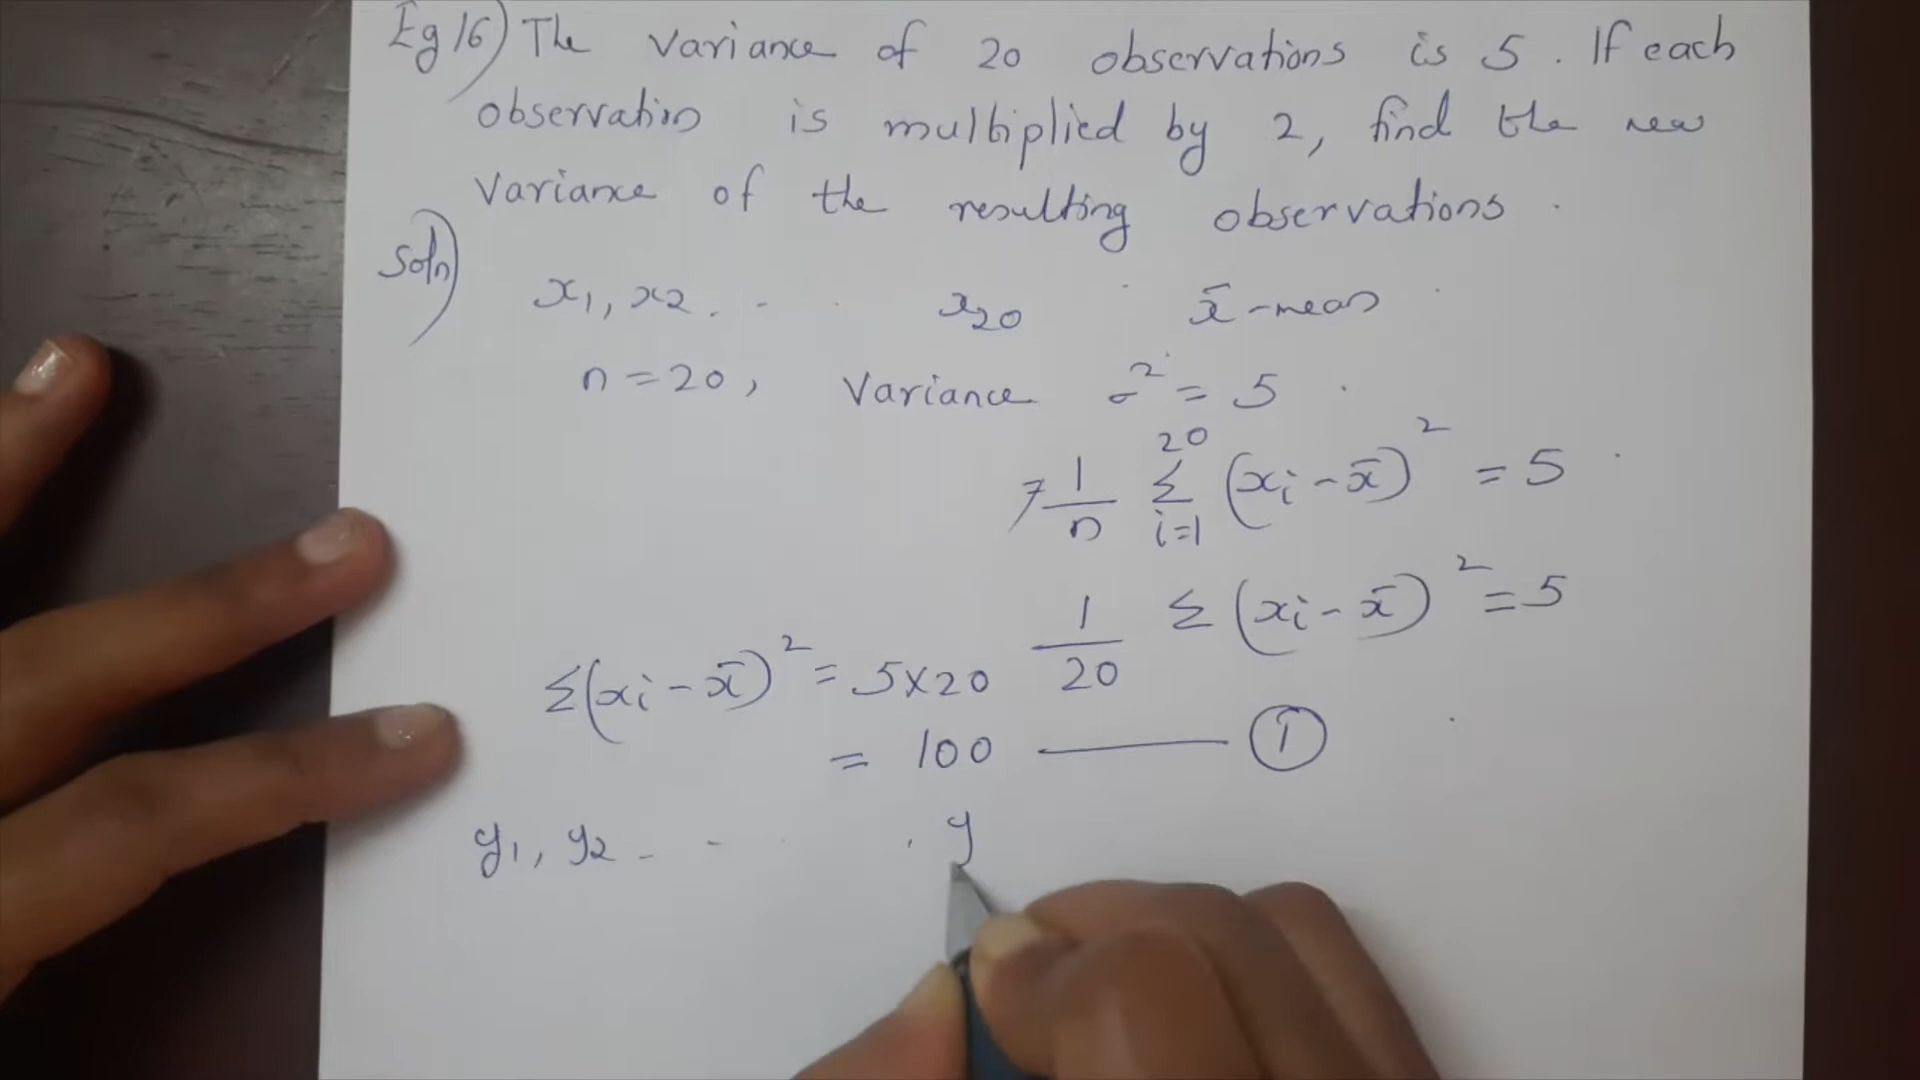 Eg 16) The variance of 20 observations is 5. If each
observation is multiplied by 2, find the new
variance of the resulting observations.
Soln)
x₁, x₂ . - . x₂₀ x̄ - mean
n = 20, Variance σ² = 5
⇒ 1/n 20 Σ i=1 (xi - x̄)² = 5
1/20 Σ (xi - x̄)² = 5
Σ(xi - x̄)² = 5×20
= 100 —— ①
y₁, y₂ - - . y